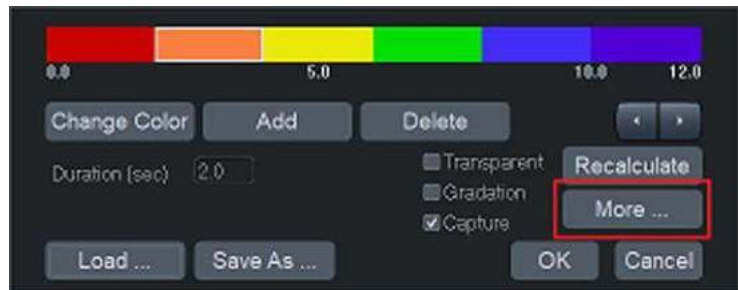 0.0 5.0 10.0 12.0
Change Color Add Delete
Transparent Recalculate
Duration (sec) 2.0
Gradation
More ...
Capture
Load ... Save As ... OK Cancel